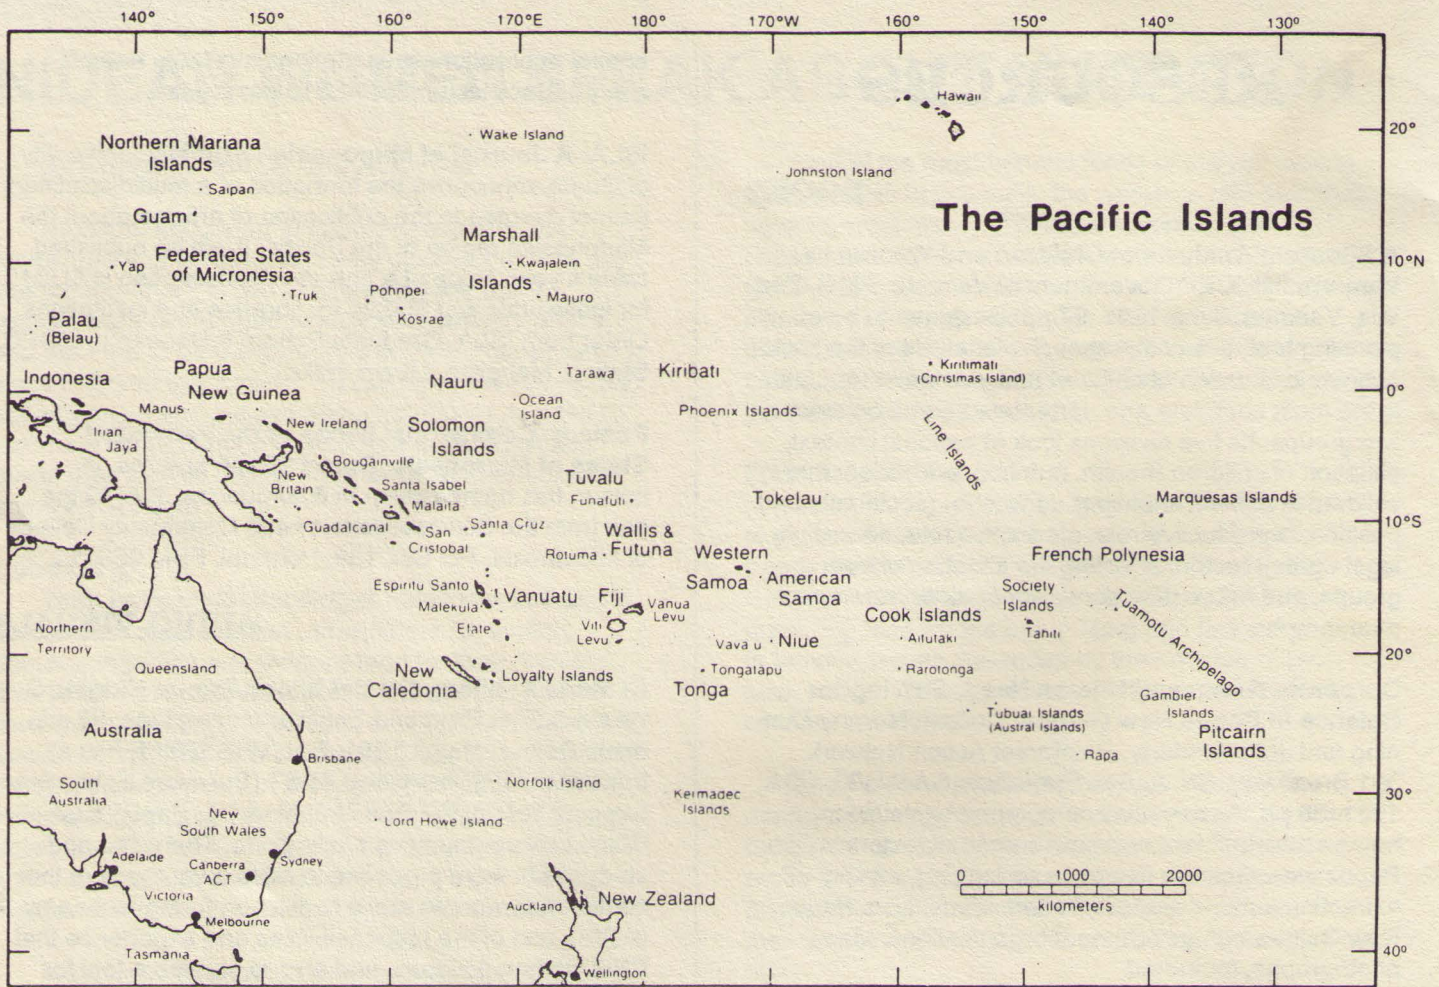 140°
150°
170°E
180°
170°W
160°
150°
140°
130°
Hawaii
20°
Wake Island
Northern Mariana
Islands
Saipan
Johnston Island
Guam
The Pacific Islands
Marshall
Islands
Kwajalein
Majuro
10°N
Yap
Federated States
of Micronesia
Truk
Pohnpei
Kosrae
Palau
(Belau)
Indonesia
Papua
New Guinea
Nauru
Tarawa
Kiribati
Kiritimati
(Christmas Island)
0°
Manus
Ocean
Island
Phoenix Islands
Irian
Jaya
New Ireland
Solomon
Islands
Line Islands
Bougainville
New
Britain
Santa Isabel
Malaita
Tuvalu
Funafuti
Tokelau
Marquesas Islands
Guadalcanal
San
Cristobal
Santa Cruz
10°S
Rotuma
Wallis &
Futuna
Western
Samoa
American
Samoa
French Polynesia
Espiritu Santo
Malekula
Efate
Vanuatu
Fiji
Vanua
Levu
Viti
Levu
Society
Islands
Tahiti
Tuamotu Archipelago
Cook Islands
Aitutaki
Northern
Territory
Queensland
Vava u
Niue
20°
New
Caledonia
Loyalty Islands
Tongatapu
Tonga
Rarotonga
Gambier
Islands
Tubuai Islands
(Austral Islands)
Pitcairn
Islands
Australia
Rapa
Brisbane
South
Australia
Norfolk Island
Kermadec
Islands
30°
New
South Wales
Lord Howe Island
Adelaide
Canberra
ACT
Sydney
0
1000
2000
kilometers
Victoria
Melbourne
Auckland
New Zealand
Tasmania
Wellington
40°